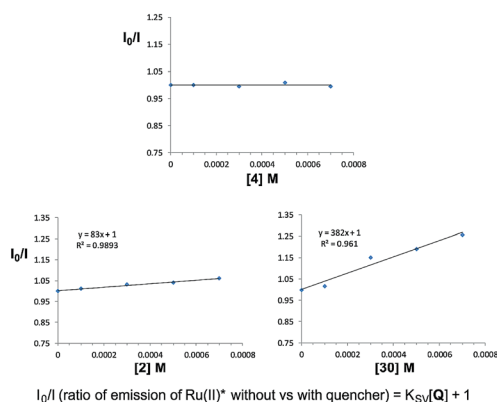 I₀/I
1.25
1.15
1.05
0.95
0.85
0.75
0 0.0002 0.0004 0.0006 0.0008
[4] M
I₀/I
1.35
1.25
1.15
1.05
0.95
0.85
0.75
y = 83x + 1
R² = 0.9893
0 0.0002 0.0004 0.0006 0.0008
[2] M
1.35
1.25
1.15
1.05
0.95
0.85
0.75
y = 382x + 1
R² = 0.961
0 0.0002 0.0004 0.0006 0.0008
[30] M
I₀/I (ratio of emission of Ru(II)* without vs with quencher) = K_SV[Q] + 1